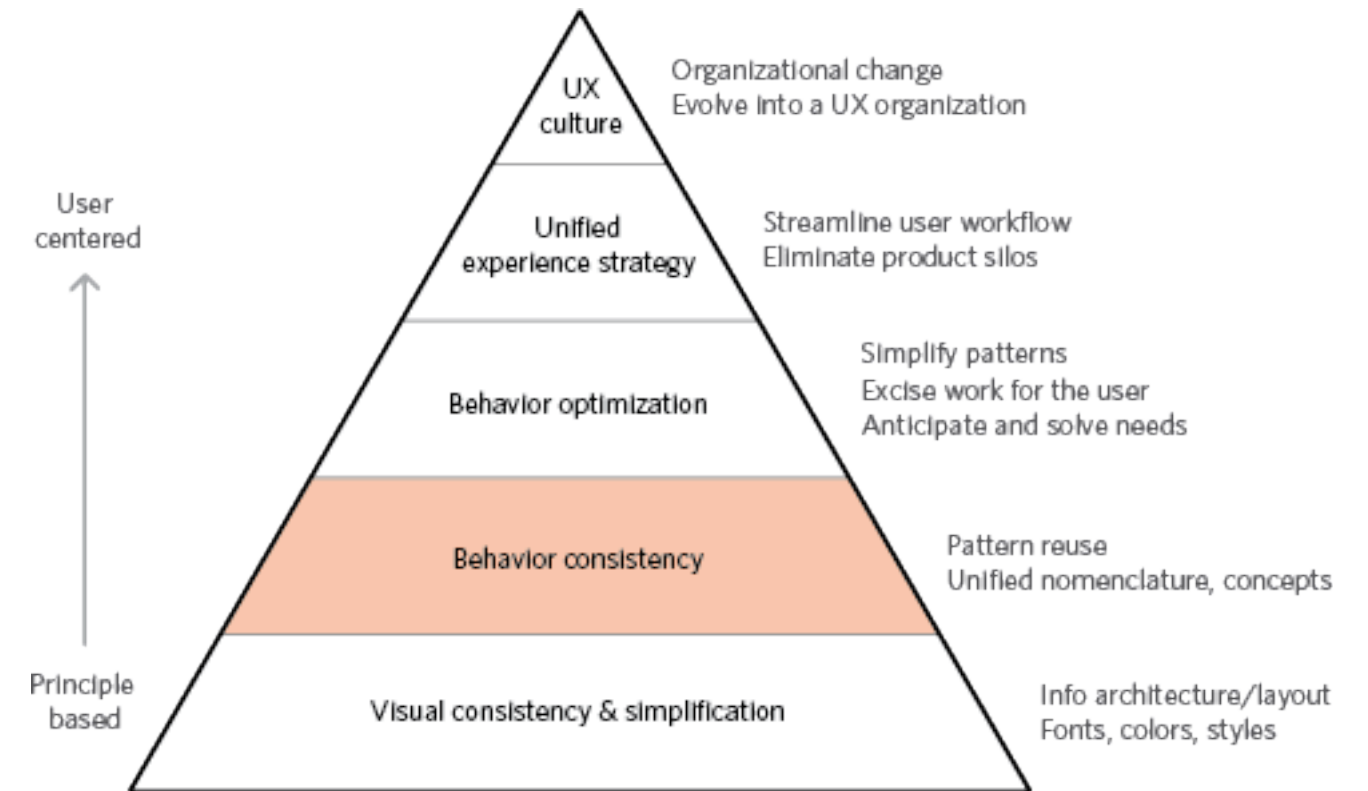 UX
culture
Organizational change
Evolve into a UX organization
User
centered
Unified
experience strategy
Streamline user workflow
Eliminate product silos
Behavior optimization
Simplify patterns
Excise work for the user
Anticipate and solve needs
Behavior consistency
Pattern reuse
Unified nomenclature, concepts
Principle
based
Visual consistency & simplification
Info architecture/layout
Fonts, colors, styles